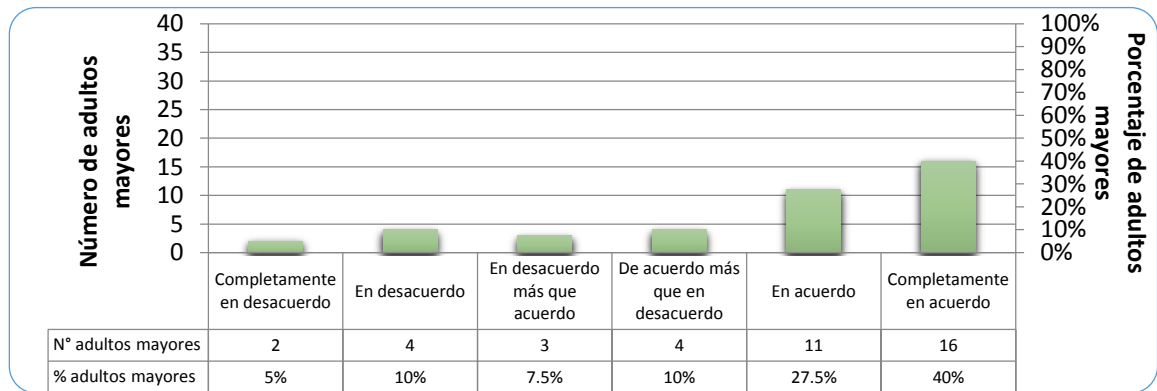 Número de adultos
mayores
40
35
30
25
20
15
10
5
0
100%
90%
80%
70%
60%
50%
40%
30%
20%
10%
0%
Porcentaje de adultos
mayores
Completamente
en desacuerdo
En desacuerdo
En desacuerdo
más que
acuerdo
De acuerdo más
que en
desacuerdo
En acuerdo
Completamente
en acuerdo
N° adultos mayores 2 4 3 4 11 16
% adultos mayores 5% 10% 7.5% 10% 27.5% 40%